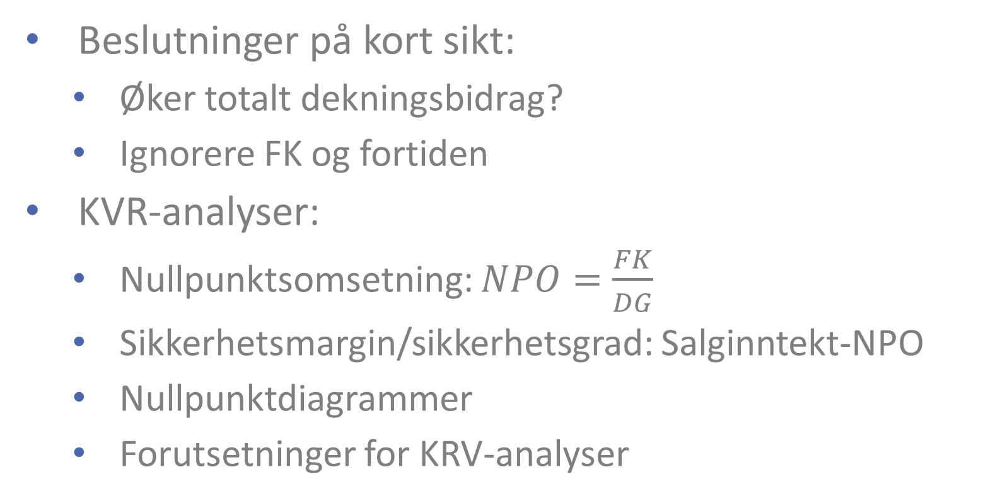 • Beslutninger på kort sikt:
• Øker totalt dekningsbidrag?
• Ignorere FK og fortiden
• KVR-analyser:
• Nullpunktsomsetning: NPO = FK/DG
• Sikkerhetsmargin/sikkerhetsgrad: Salginntekt-NPO
• Nullpunktdiagrammer
• Forutsetninger for KRV-analyser